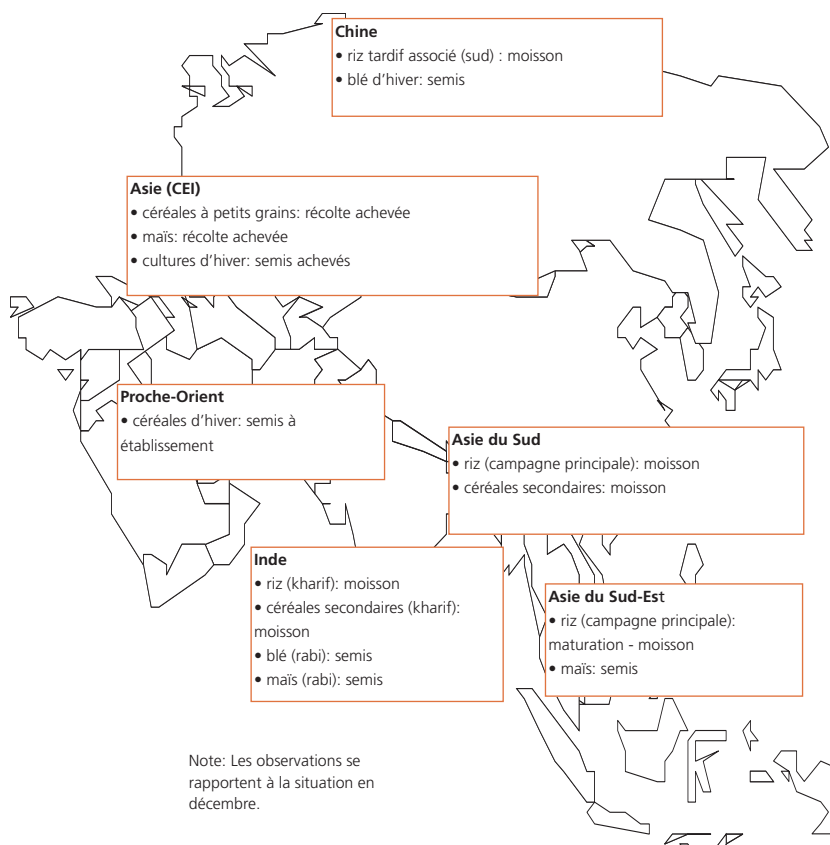 Chine
• riz tardif associé (sud) : moisson
• blé d'hiver: semis
Asie (CEI)
• céréales à petits grains: récolte achevée
• maïs: récolte achevée
• cultures d'hiver: semis achevés
Proche-Orient
• céréales d'hiver: semis à
établissement
Asie du Sud
• riz (campagne principale): moisson
• céréales secondaires: moisson
Inde
• riz (kharif): moisson
• céréales secondaires (kharif):
moisson
• blé (rabi): semis
• maïs (rabi): semis
Asie du Sud-Est
• riz (campagne principale):
maturation - moisson
• maïs: semis
Note: Les observations se
rapportent à la situation en
décembre.